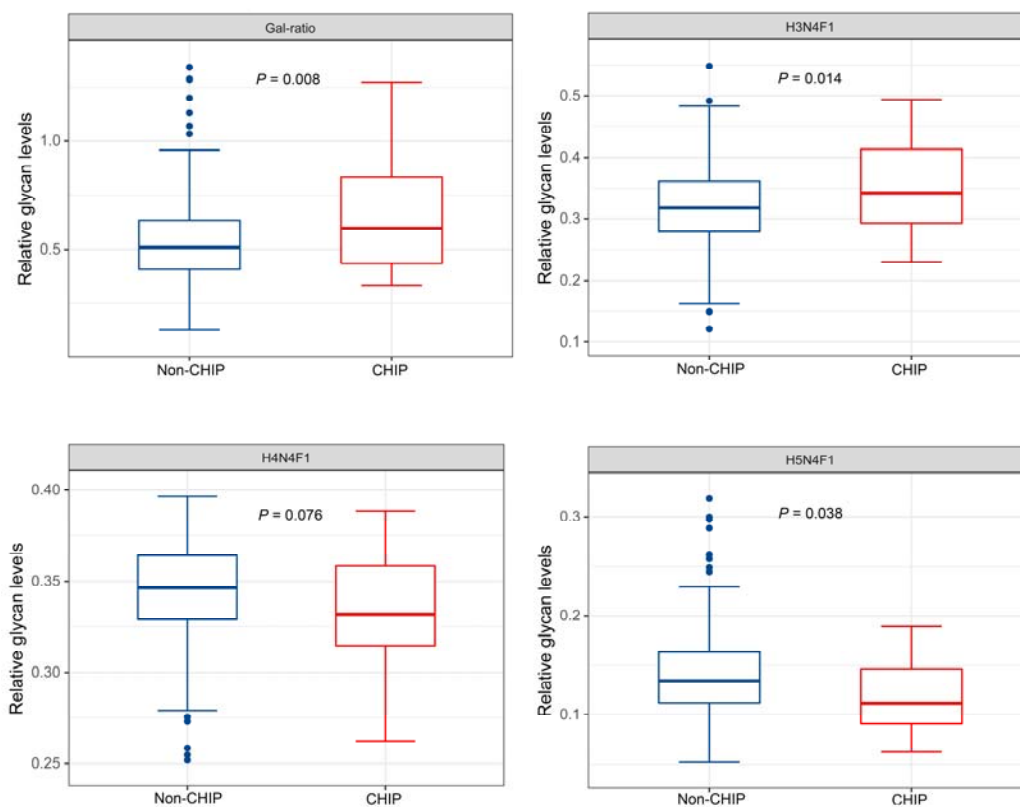 Gal-ratio
P = 0.008
Relative glycan levels
1.0
0.5
Non-CHIP CHIP
H3N4F1
P = 0.014
Relative glycan levels
0.5
0.4
0.3
0.2
0.1
Non-CHIP CHIP
H4N4F1
P = 0.076
Relative glycan levels
0.40
0.35
0.30
0.25
Non-CHIP CHIP
H5N4F1
P = 0.038
Relative glycan levels
0.3
0.2
0.1
Non-CHIP CHIP